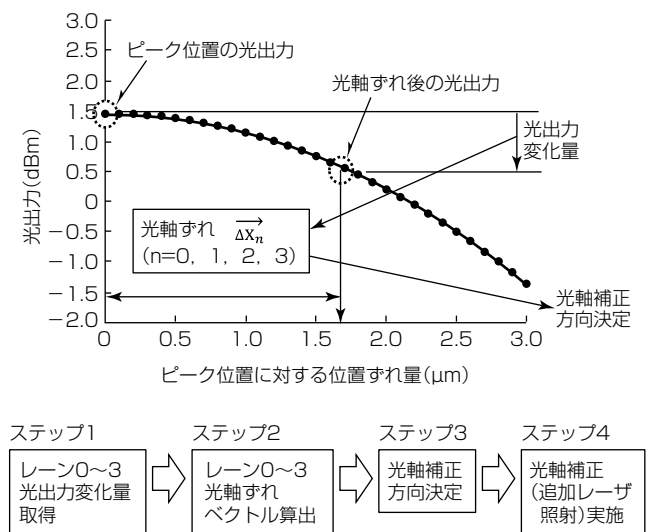 3.0
2.5
2.0
1.5
1.0
0.5
0
−0.5
−1.0
−1.5
−2.0
光出力(dBm)
ピーク位置の光出力
光軸ずれ後の光出力
光出力
変化量
光軸ずれ ΔXn
(n=0, 1, 2, 3)
光軸補正
方向決定
0 0.5 1.0 1.5 2.0 2.5 3.0
ピーク位置に対する位置ずれ量(μm)
ステップ1
レーン0～3
光出力変化量
取得
ステップ2
レーン0～3
光軸ずれ
ベクトル算出
ステップ3
光軸補正
方向決定
ステップ4
光軸補正
(追加レーザ
照射)実施